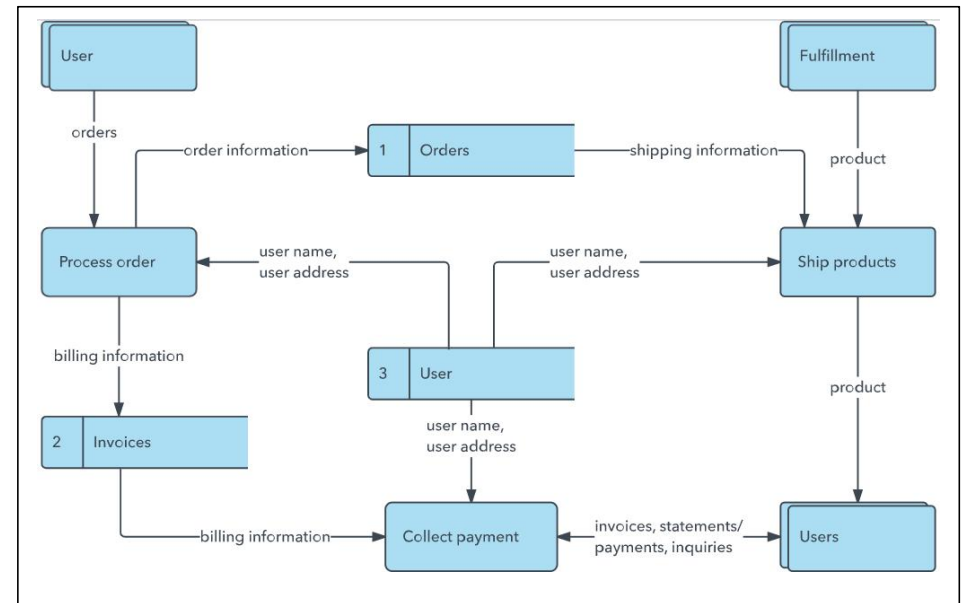 User
Fulfillment
orders
order information
1 Orders
shipping information
product
Process order
user name,
user address
user name,
user address
Ship products
billing information
3 User
product
2 Invoices
user name,
user address
billing information
Collect payment
invoices, statements/
payments, inquiries
Users